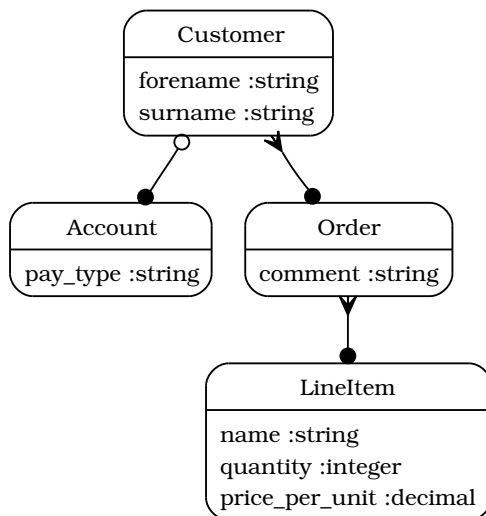 Customer
forename :string
surname :string
Account
pay_type :string
Order
comment :string
LineItem
name :string
quantity :integer
price_per_unit :decimal